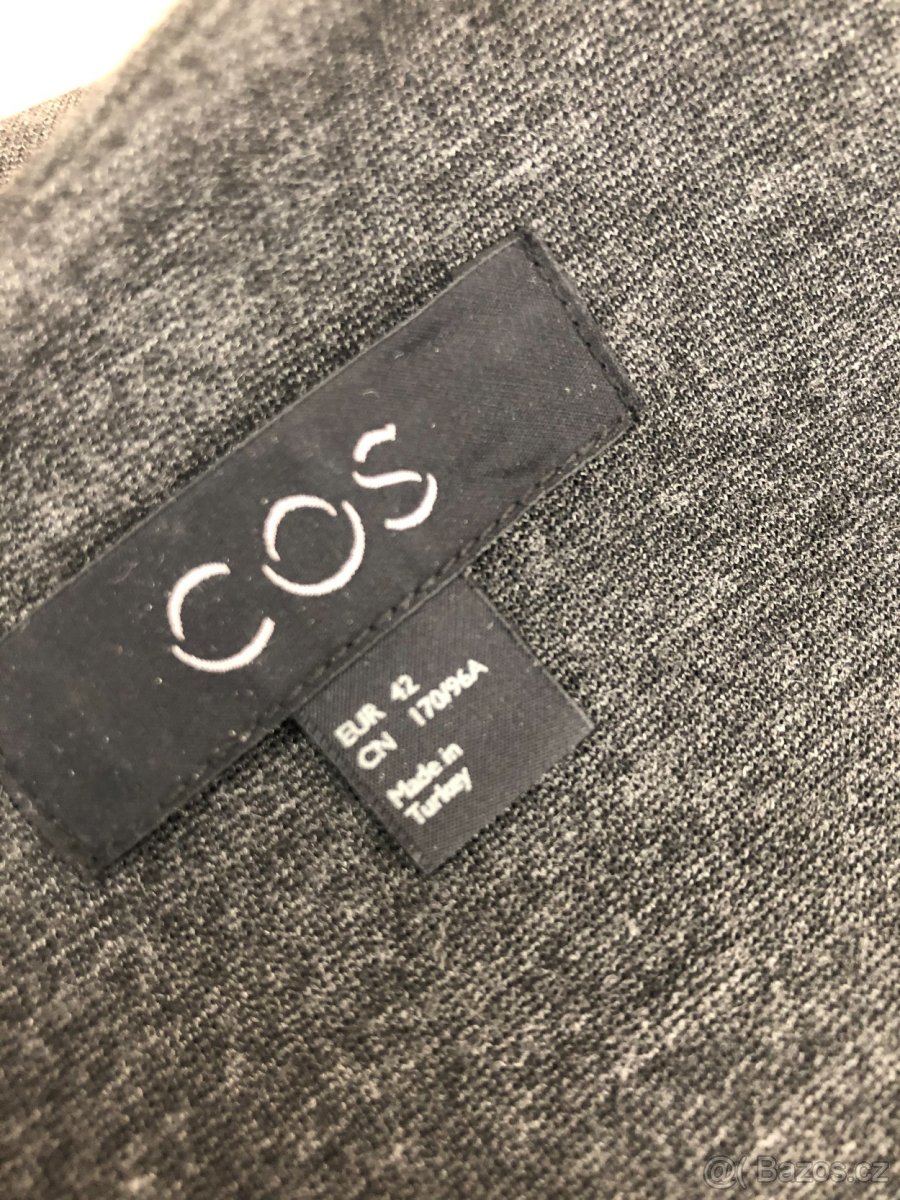 COS
EUR 42
CN 170/96A
Made in
Turkey
@( Bazos.cz